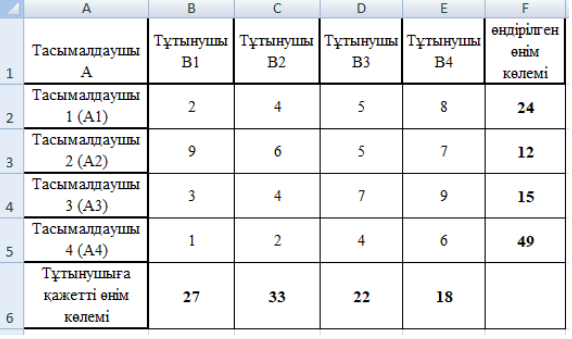 A B C D E F
1 Тасымалдаушы А Тұтынушы В1 Тұтынушы В2 Тұтынушы В3 Тұтынушы В4 өндірілген өнім көлемі
2 Тасымалдаушы 1 (А1) 2 4 5 8 24
3 Тасымалдаушы 2 (А2) 9 6 5 7 12
4 Тасымалдаушы 3 (А3) 3 4 7 9 15
5 Тасымалдаушы 4 (А4) 1 2 4 6 49
6 Тұтынушыға қажетті өнім көлемі 27 33 22 18